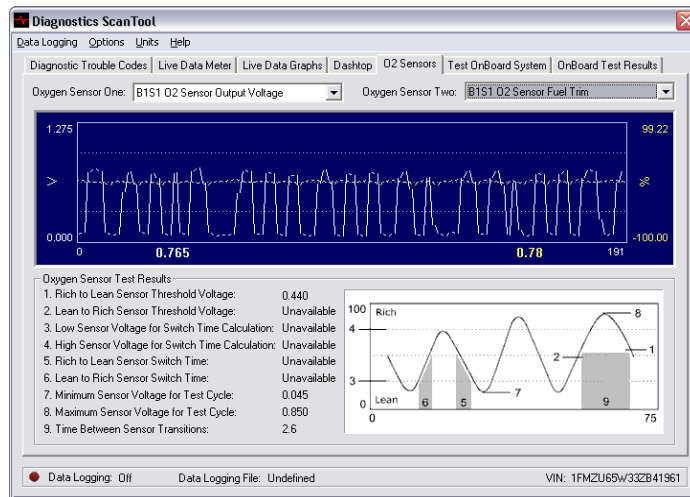 Diagnostics ScanTool
Data Logging Options Units Help
Diagnostic Trouble Codes Live Data Meter Live Data Graphs Dashtop O2 Sensors Test OnBoard System OnBoard Test Results
Oxygen Sensor One: B1S1 O2 Sensor Output Voltage Oxygen Sensor Two: B1S1 O2 Sensor Fuel Trim
1.275 99.22
V %
0.000 -100.00
0 0.765 0.78 191
Oxygen Sensor Test Results
1. Rich to Lean Sensor Threshold Voltage: 0.440
2. Lean to Rich Sensor Threshold Voltage: Unavailable
3. Low Sensor Voltage for Switch Time Calculation: Unavailable
4. High Sensor Voltage for Switch Time Calculation: Unavailable
5. Rich to Lean Sensor Switch Time: Unavailable
6. Lean to Rich Sensor Switch Time: Unavailable
7. Minimum Sensor Voltage for Test Cycle: 0.045
8. Maximum Sensor Voltage for Test Cycle: 0.850
9. Time Between Sensor Transitions: 2.6
100 Rich 8
4
2 1
3 7
0 Lean 6 5 9
0 75
Data Logging: Off Data Logging File: Undefined VIN: 1FMZU65W33ZB41961